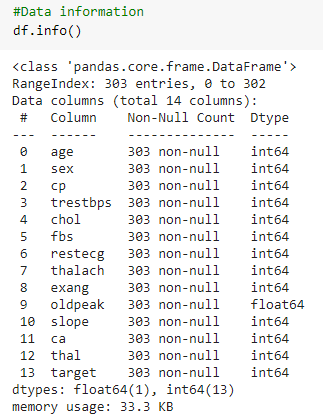 #Data information
df.info()
<class 'pandas.core.frame.DataFrame'>
RangeIndex: 303 entries, 0 to 302
Data columns (total 14 columns):
 #   Column    Non-Null Count  Dtype
---  ------    --------------  -----
 0   age       303 non-null    int64
 1   sex       303 non-null    int64
 2   cp        303 non-null    int64
 3   trestbps  303 non-null    int64
 4   chol      303 non-null    int64
 5   fbs       303 non-null    int64
 6   restecg   303 non-null    int64
 7   thalach   303 non-null    int64
 8   exang     303 non-null    int64
 9   oldpeak   303 non-null    float64
 10  slope     303 non-null    int64
 11  ca        303 non-null    int64
 12  thal      303 non-null    int64
 13  target    303 non-null    int64
dtypes: float64(1), int64(13)
memory usage: 33.3 KB